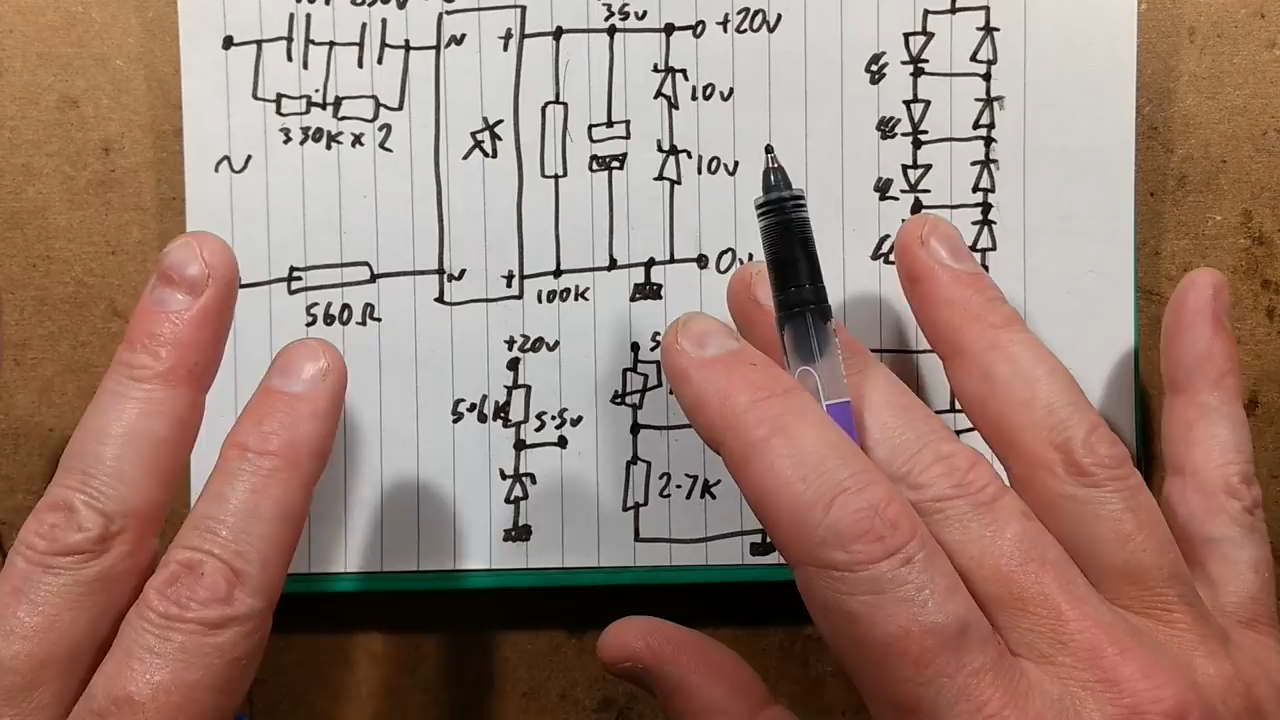 35v
~
+
+20v
10v
330K x 2
10v
~
~
+
100K
0v
560Ω
+20v
5.6K
5.5v
2.7K